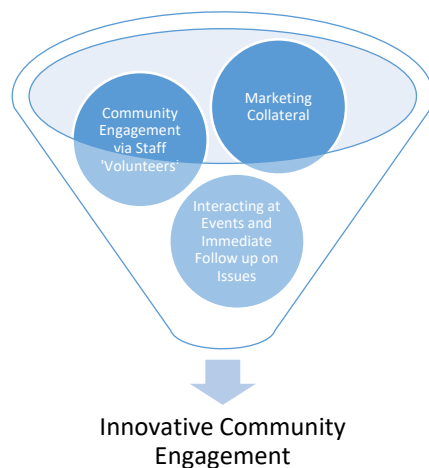 Marketing
Collateral
Community
Engagement
via Staff
'Volunteers'
Interacting at
Events and
Immediate
Follow up on
Issues
Innovative Community
Engagement